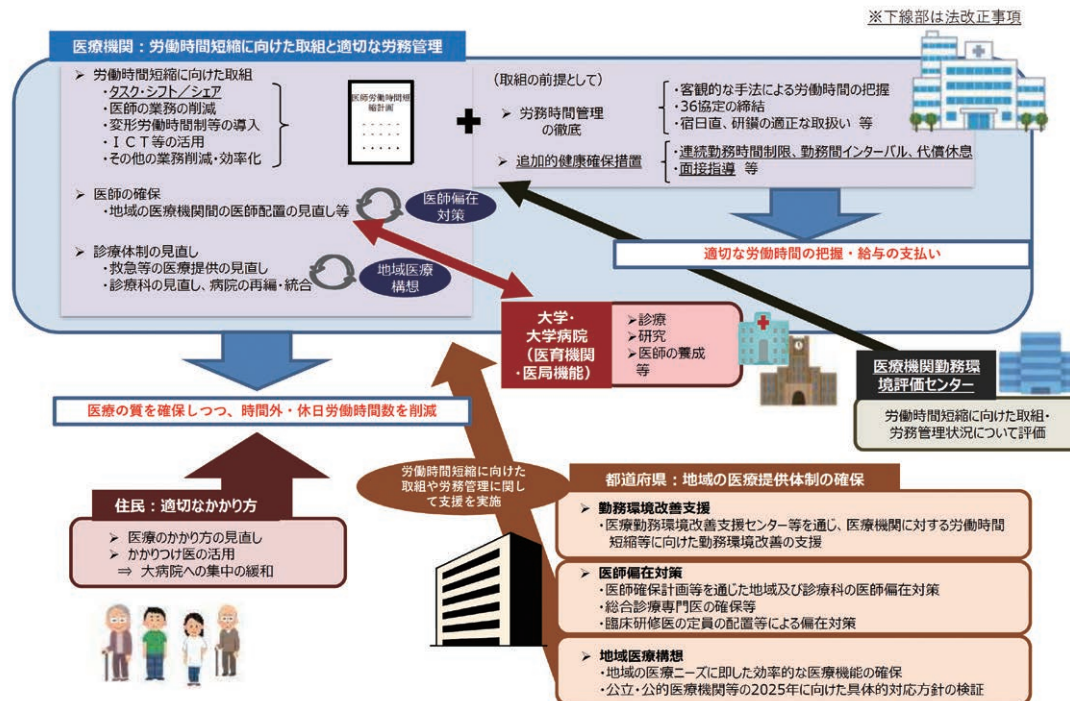 ※下線部は法改正事項
医療機関：労働時間短縮に向けた取組と適切な労務管理
➢ 労働時間短縮に向けた取組
・タスク・シフト／シェア
・医師の業務の削減
・変形労働時間制等の導入
・ＩＣＴ等の活用
・その他の業務削減・効率化
医師労働時間短
縮計画
（取組の前提として）
➢ 労務時間管理
の徹底
・客観的な手法による労働時間の把握
・36協定の締結
・宿日直、研鑽の適正な取扱い 等
➢ 追加的健康確保措置
・連続勤務時間制限、勤務間インターバル、代償休息
・面接指導 等
➢ 医師の確保
・地域の医療機関間の医師配置の見直し等
医師偏在
対策
➢ 診療体制の見直し
・救急等の医療提供の見直し
・診療科の見直し、病院の再編・統合
地域医療
構想
適切な労働時間の把握・給与の支払い
大学・
大学病院
（医育機関
・医局機能）
➢診療
➢研究
➢医師の養成
等
医療機関勤務環
境評価センター
労働時間短縮に向けた取組・
労務管理状況について評価
医療の質を確保しつつ、時間外・休日労働時間数を削減
住民：適切なかかり方
➢ 医療のかかり方の見直し
➢ かかりつけ医の活用
⇒ 大病院への集中の緩和
労働時間短縮に向けた
取組や労務管理に関し
て支援を実施
都道府県：地域の医療提供体制の確保
➢ 勤務環境改善支援
・医療勤務環境改善支援センター等を通じ、医療機関に対する労働時間
短縮等に向けた勤務環境改善の支援
➢ 医師偏在対策
・医師確保計画等を通じた地域及び診療科の医師偏在対策
・総合診療専門医の確保等
・臨床研修医の定員の配置等による偏在対策
➢ 地域医療構想
・地域の医療ニーズに即した効率的な医療機能の確保
・公立・公的医療機関等の2025年に向けた具体的対応方針の検証